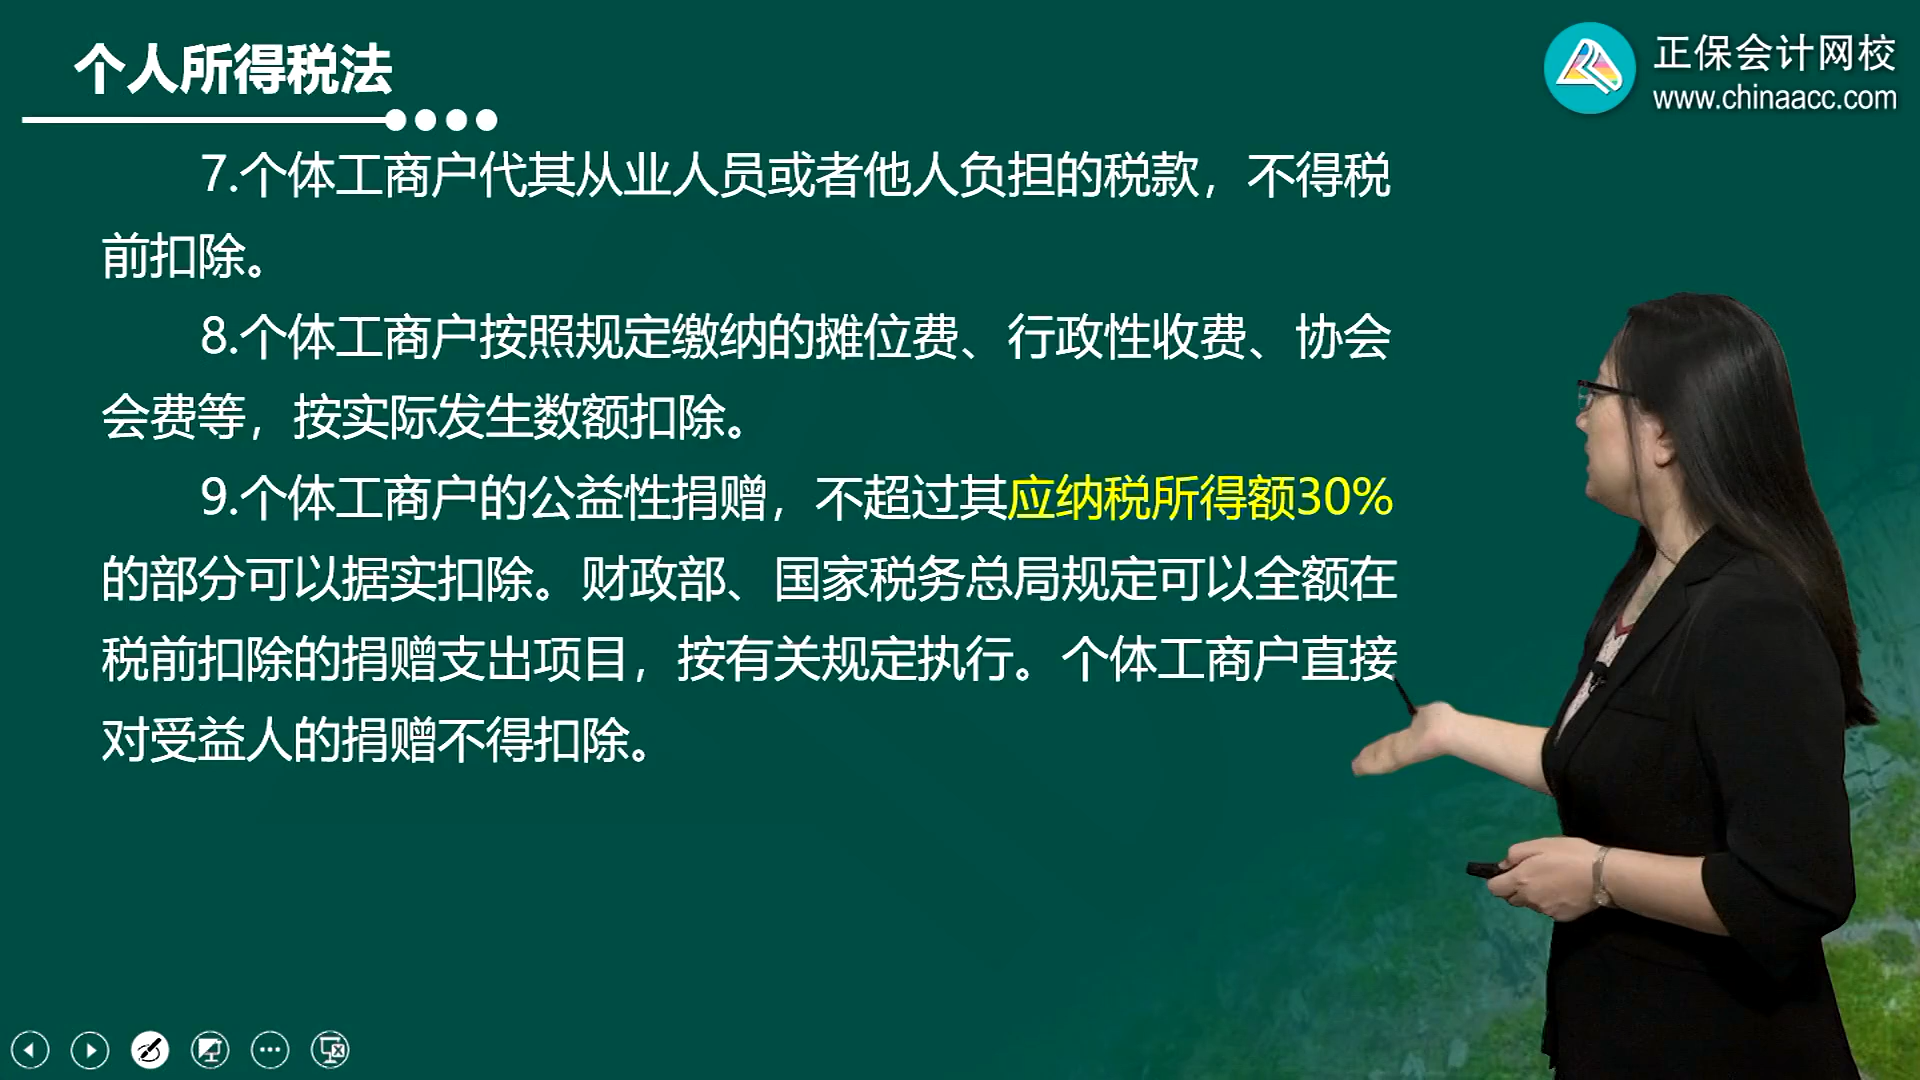 个人所得税法
正保会计网校
www.chinaacc.com
7.个体工商户代其从业人员或者他人负担的税款，不得税
前扣除。
8.个体工商户按照规定缴纳的摊位费、行政性收费、协会
会费等，按实际发生数额扣除。
9.个体工商户的公益性捐赠，不超过其应纳税所得额30%
的部分可以据实扣除。财政部、国家税务总局规定可以全额在
税前扣除的捐赠支出项目，按有关规定执行。个体工商户直接
对受益人的捐赠不得扣除。